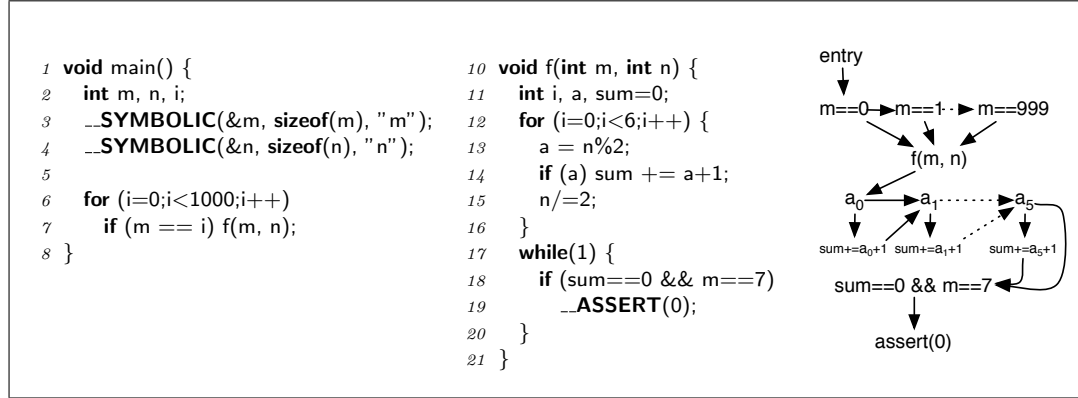 1 void main() {
2 int m, n, i;
3 __SYMBOLIC(&m, sizeof(m), "m");
4 __SYMBOLIC(&n, sizeof(n), "n");
5
6 for (i=0;i<1000;i++)
7 if (m == i) f(m, n);
8 }
10 void f(int m, int n) {
11 int i, a, sum=0;
12 for (i=0;i<6;i++) {
13 a = n%2;
14 if (a) sum += a+1;
15 n/=2;
16 }
17 while(1) {
18 if (sum==0 && m==7)
19 __ASSERT(0);
20 }
21 }
entry
m==0 m==1 m==999
f(m, n)
a0 a1 a5
sum+=a0+1 sum+=a1+1 sum+=a5+1
sum==0 && m==7
assert(0)